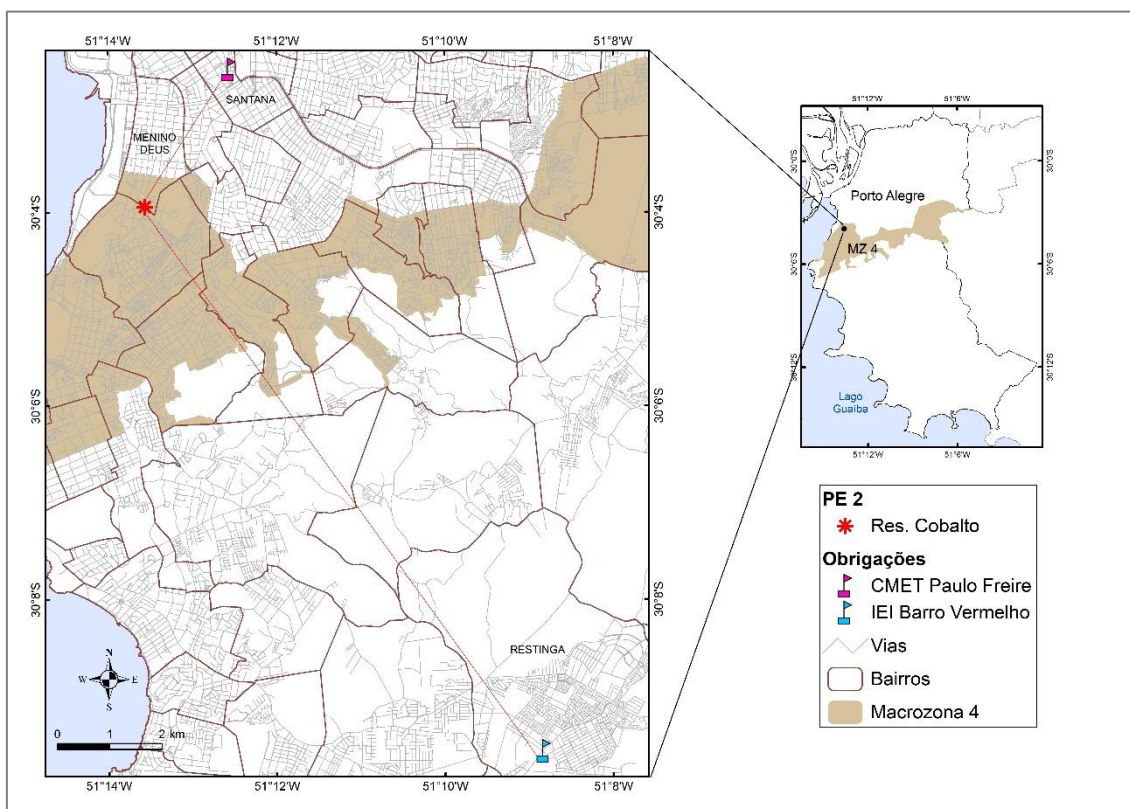 51°14'W 51°12'W 51°10'W 51°8'W
SANTANA
MENINO
DEUS
30°4'S
30°4'S
30°6'S
30°6'S
30°8'S
30°8'S
RESTINGA
N
W E
S
0 1 2 km
51°14'W 51°12'W 51°10'W 51°8'W
51°12'W 51°6'W
30°0'S
30°0'S
Porto Alegre
MZ 4
30°6'S
30°6'S
Lago
Guaíba
30°12'S
30°12'S
51°12'W 51°6'W
PE 2
Res. Cobalto
Obrigações
CMET Paulo Freire
IEI Barro Vermelho
Vias
Bairros
Macrozona 4